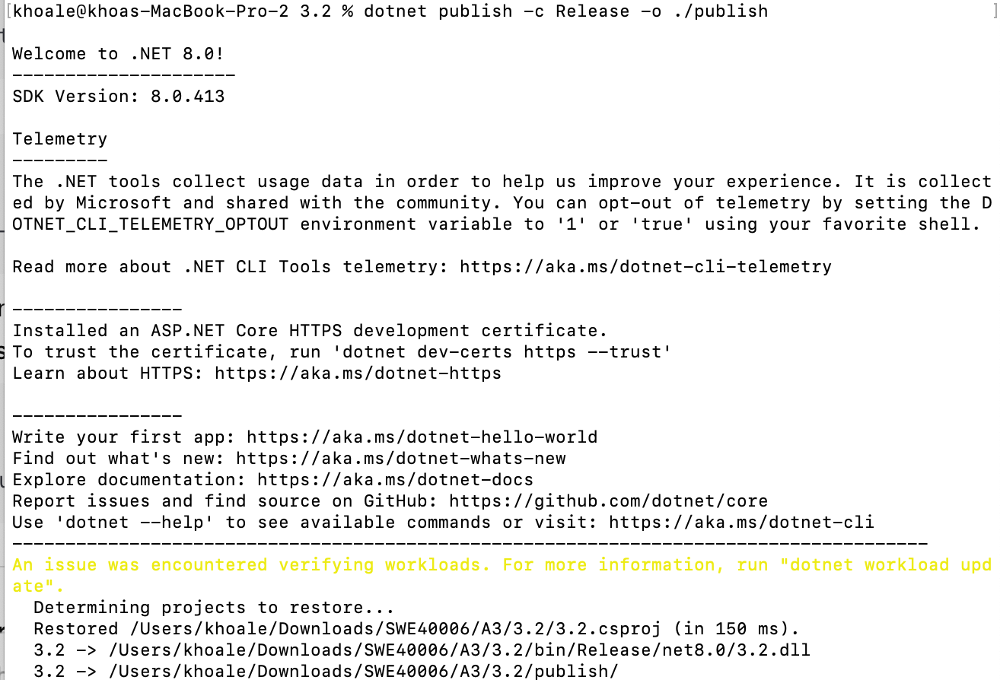 [khoale@khoas-MacBook-Pro-2 3.2 % dotnet publish -c Release -o ./publish ]
Welcome to .NET 8.0!
---------------------
SDK Version: 8.0.413
Telemetry
---------
The .NET tools collect usage data in order to help us improve your experience. It is collect
ed by Microsoft and shared with the community. You can opt-out of telemetry by setting the D
OTNET_CLI_TELEMETRY_OPTOUT environment variable to '1' or 'true' using your favorite shell.
Read more about .NET CLI Tools telemetry: https://aka.ms/dotnet-cli-telemetry
----------------
Installed an ASP.NET Core HTTPS development certificate.
To trust the certificate, run 'dotnet dev-certs https --trust'
Learn about HTTPS: https://aka.ms/dotnet-https
----------------
Write your first app: https://aka.ms/dotnet-hello-world
Find out what's new: https://aka.ms/dotnet-whats-new
Explore documentation: https://aka.ms/dotnet-docs
Report issues and find source on GitHub: https://github.com/dotnet/core
Use 'dotnet --help' to see available commands or visit: https://aka.ms/dotnet-cli
--------------------------------------------------------------------------------------
An issue was encountered verifying workloads. For more information, run "dotnet workload upd
ate".
Determining projects to restore...
Restored /Users/khoale/Downloads/SWE40006/A3/3.2/3.2.csproj (in 150 ms).
3.2 -> /Users/khoale/Downloads/SWE40006/A3/3.2/bin/Release/net8.0/3.2.dll
3.2 -> /Users/khoale/Downloads/SWE40006/A3/3.2/publish/